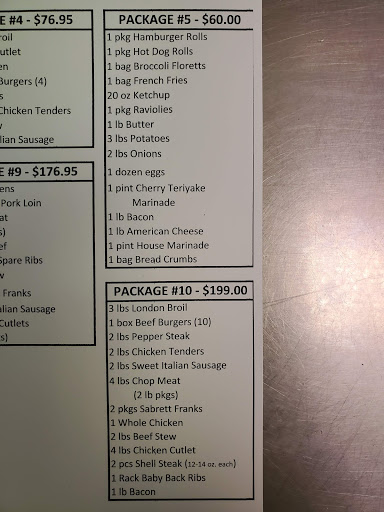 E #4 - $76.95
roil
utlet
en
Burgers (4)
s
Chicken Tenders
y
lian Sausage
E #9 - $176.95
ens
Pork Loin
at
s)
ef
Spare Ribs
w
Franks
alian Sausage
Cutlets
s)
PACKAGE #5 - $60.00
1 pkg Hamburger Rolls
1 pkg Hot Dog Rolls
1 bag Broccoli Floretts
1 bag French Fries
20 oz Ketchup
1 pkg Raviolies
1 lb Butter
3 lbs Potatoes
2 lbs Onions
1 dozen eggs
1 pint Cherry Teriyake
Marinade
1 lb Bacon
1 lb American Cheese
1 pint House Marinade
1 bag Bread Crumbs
PACKAGE #10 - $199.00
3 lbs London Broil
1 box Beef Burgers (10)
2 lbs Pepper Steak
2 lbs Chicken Tenders
2 lbs Sweet Italian Sausage
4 lbs Chop Meat
(2 lb pkgs)
2 pkgs Sabrett Franks
1 Whole Chicken
2 lbs Beef Stew
4 lbs Chicken Cutlet
2 pcs Shell Steak (12-14 oz. each)
1 Rack Baby Back Ribs
1 lb Bacon